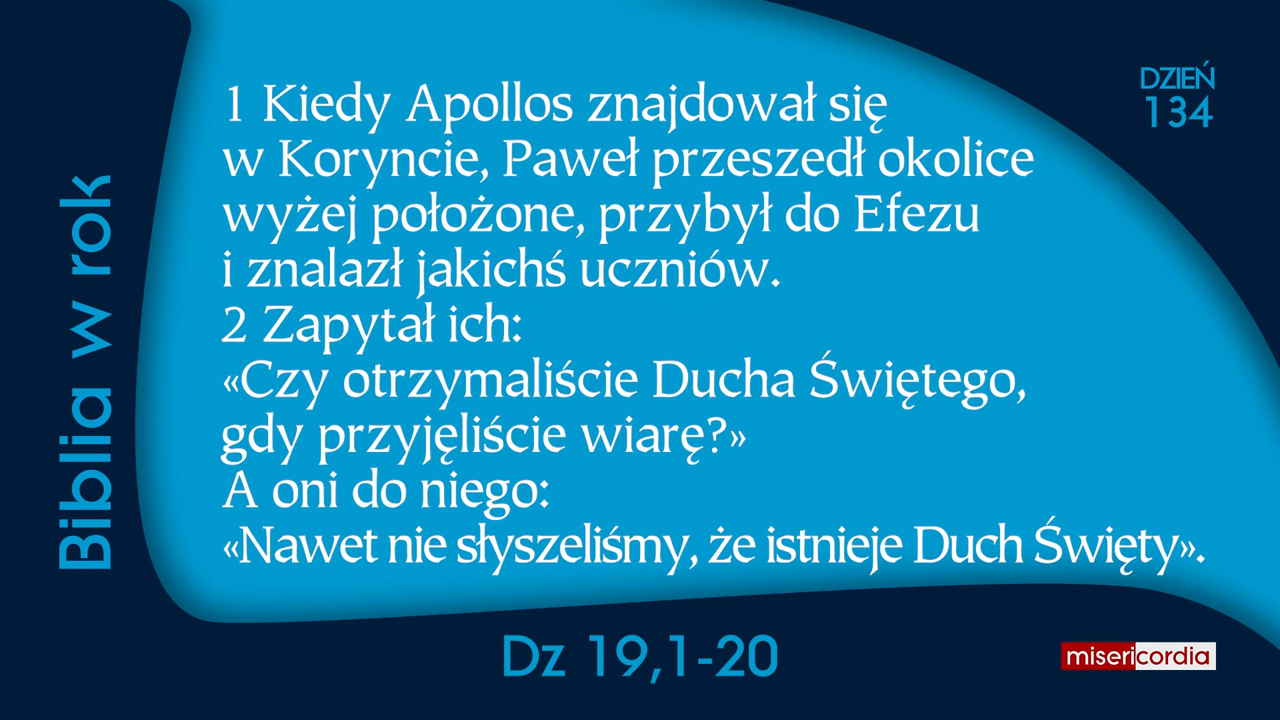 DZIEŃ
134
1 Kiedy Apollos znajdował się
w Koryncie, Paweł przeszedł okolice
wyżej położone, przybył do Efezu
i znalazł jakichś uczniów.
2 Zapytał ich:
«Czy otrzymaliście Ducha Świętego,
gdy przyjęliście wiarę?»
A oni do niego:
«Nawet nie słyszeliśmy, że istnieje Duch Święty».
Biblia w rok
Dz 19,1-20
misericordia